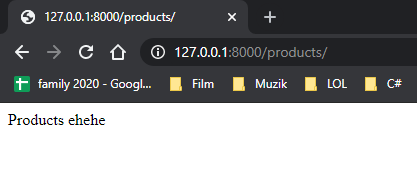 127.0.0.1:8000/products/
127.0.0.1:8000/products/
family 2020 - Googl... Film Muzik LOL C#
Products ehehe